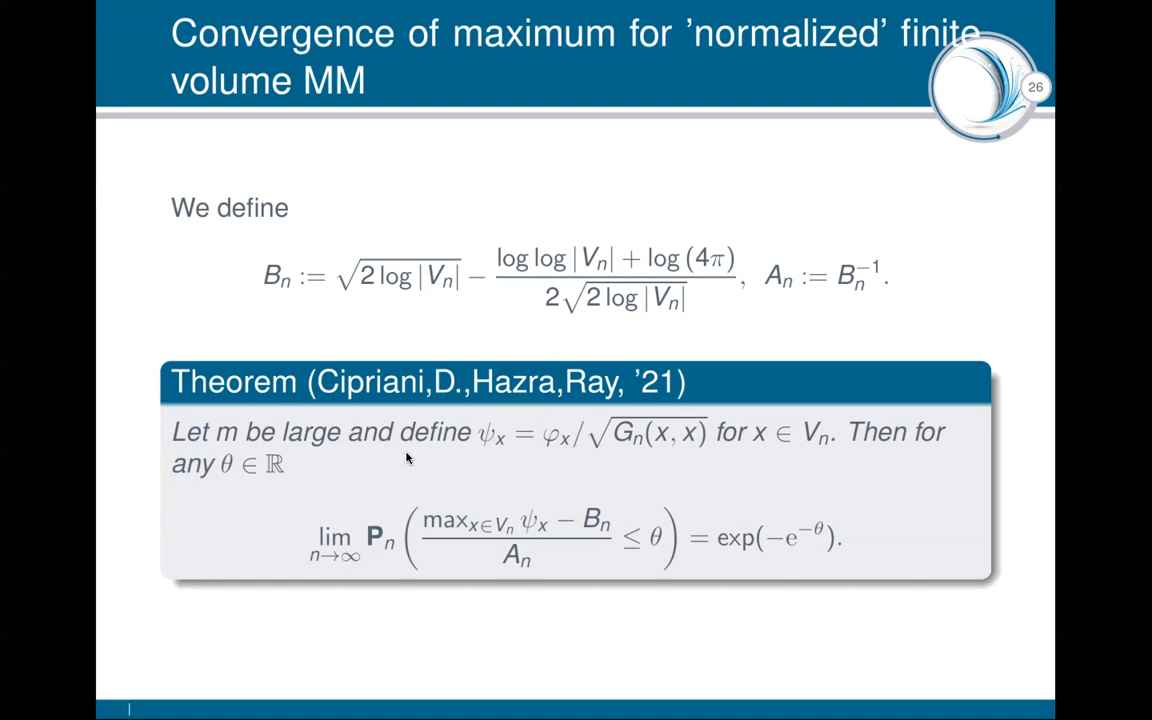 Convergence of maximum for 'normalized' finite
volume MM
26
We define
B_n := √(2 log |V_n|) − (log log |V_n| + log (4π)) / (2√(2 log |V_n|)), A_n := B_n^{−1}.
Theorem (Cipriani,D.,Hazra,Ray, '21)
Let m be large and define ψ_x = φ_x/√(G_n(x, x)) for x ∈ V_n. Then for
any θ ∈ ℝ
lim_{n→∞} P_n ( (max_{x∈V_n} ψ_x − B_n) / A_n ≤ θ ) = exp(−e^{−θ}).